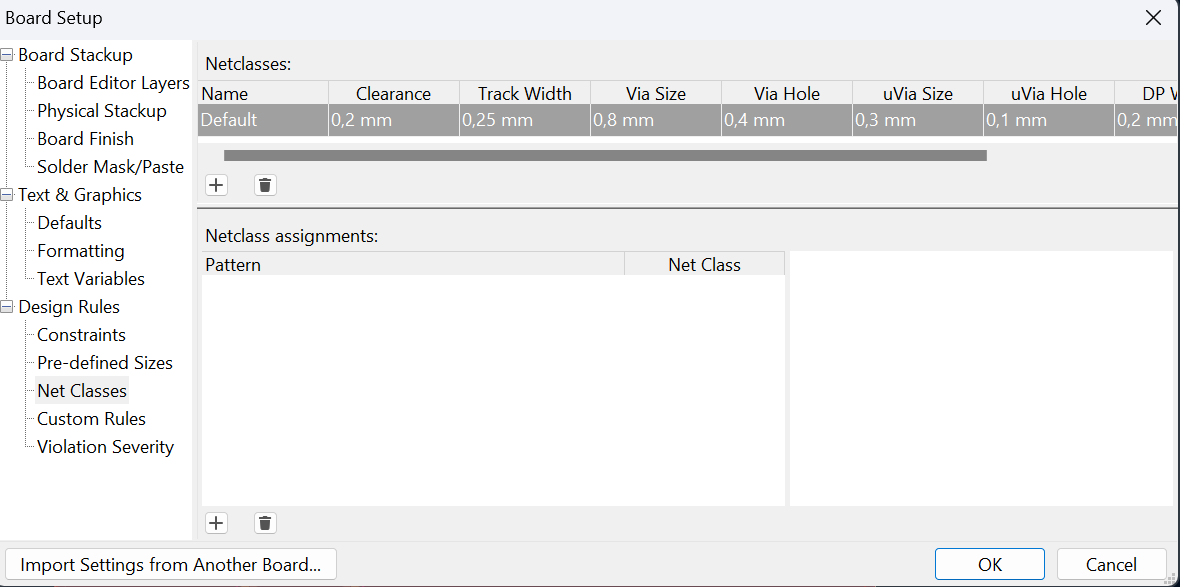 Board Setup
Board Stackup
Board Editor Layers
Physical Stackup
Board Finish
Solder Mask/Paste
Text & Graphics
Defaults
Formatting
Text Variables
Design Rules
Constraints
Pre-defined Sizes
Net Classes
Custom Rules
Violation Severity
Netclasses:
Name Clearance Track Width Via Size Via Hole uVia Size uVia Hole DP W
Default 0,2 mm 0,25 mm 0,8 mm 0,4 mm 0,3 mm 0,1 mm 0,2 mm
Netclass assignments:
Pattern Net Class
Import Settings from Another Board... OK Cancel